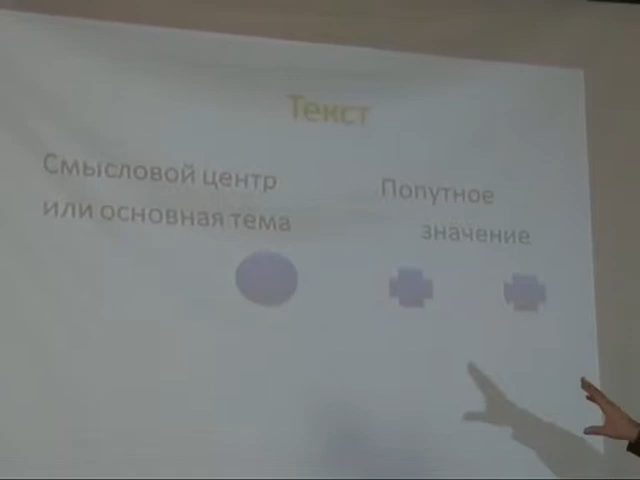 Текст
Смысловой центр
или основная тема
Попутное
значение